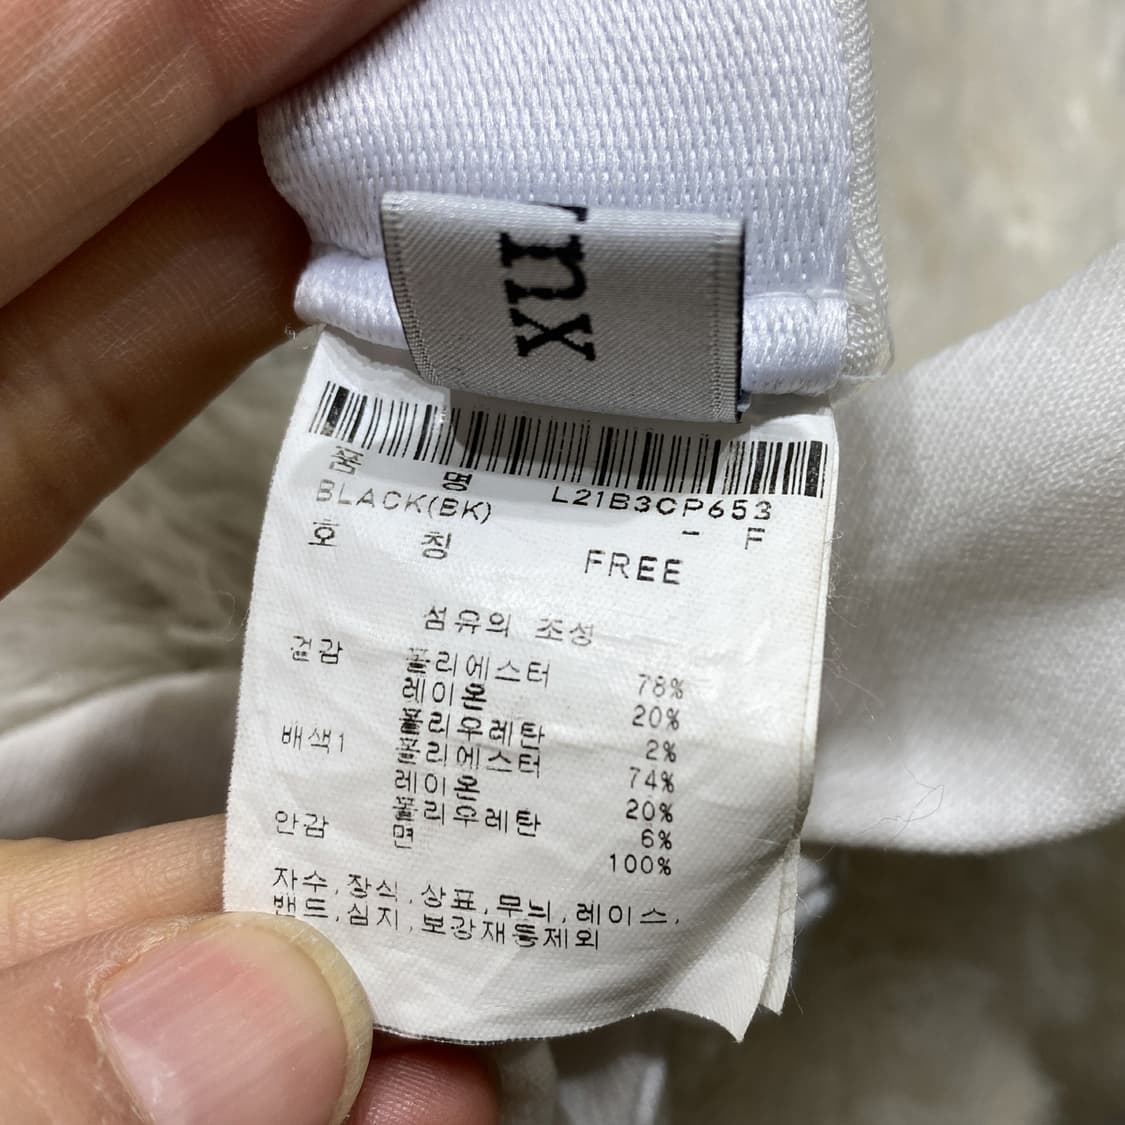 nx
품 명 L21B3CP653
BLACK(BK) - F
호 칭 FREE
섬유의 조성
겉감 폴리에스터 78%
레이온 20%
폴리우레탄 2%
배색1 폴리에스터 74%
레이온 20%
폴리우레탄 6%
안감 면 100%
자수,장식,상표,무늬,레이스,
밴드,심지,보강재등제외